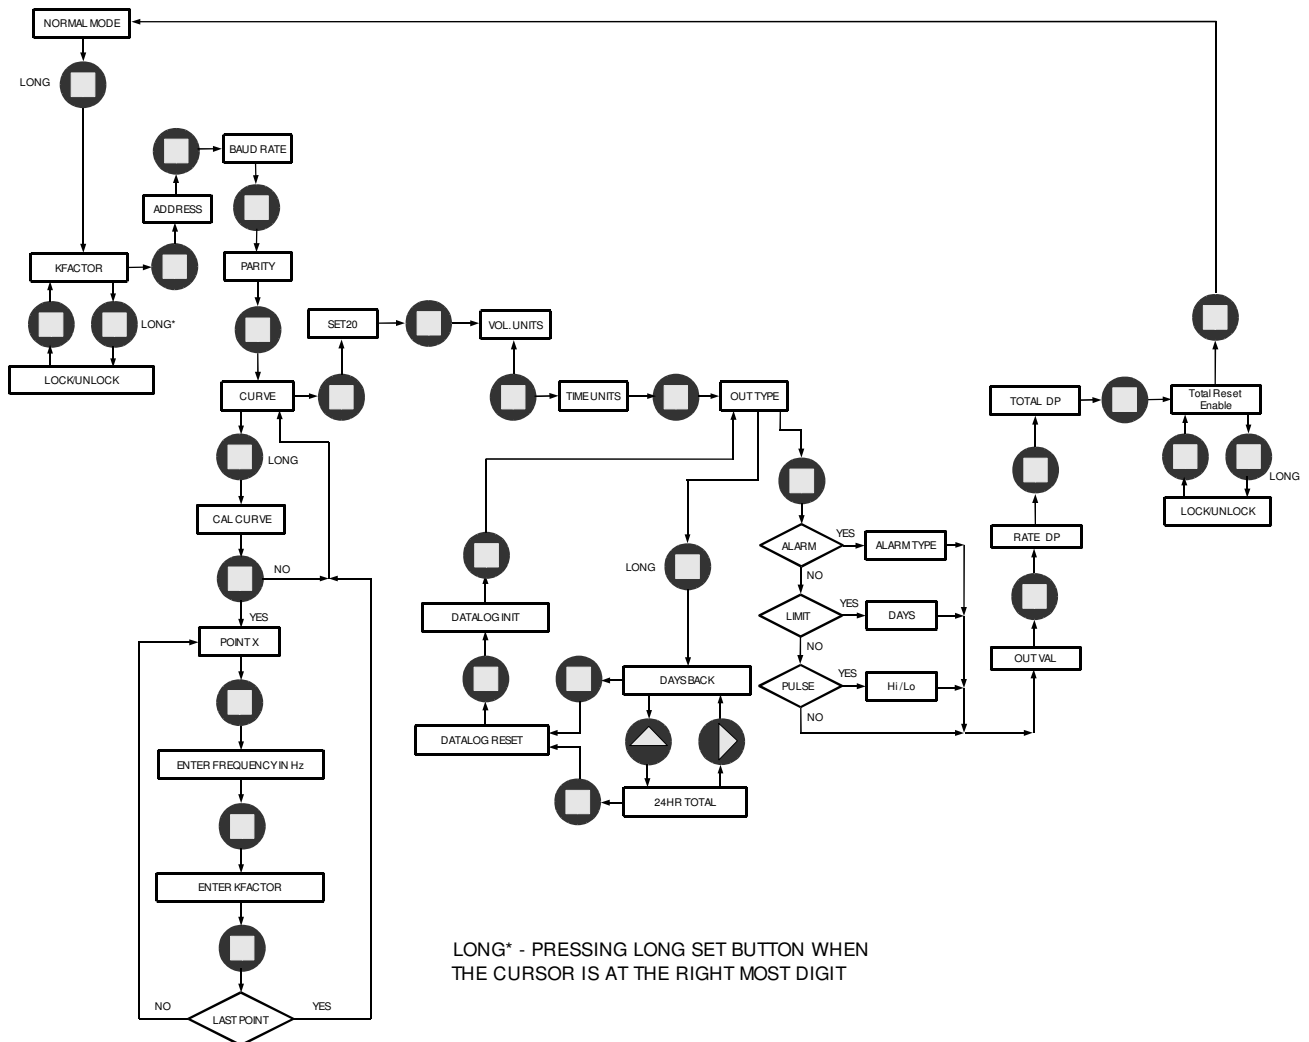 NORMAL MODE
LONG
BAUD RATE
ADDRESS
KFACTOR
PARITY
LONG*
LOCK/UNLOCK
SET20
VOL. UNITS
CURVE
TIME UNITS
OUT TYPE
TOTAL DP
Total Reset
Enable
LONG
LONG
CAL CURVE
LOCK/UNLOCK
RATE DP
ALARM
YES
ALARM TYPE
NO
LONG
NO
YES
DATALOG INIT
LIMIT
YES
DAYS
NO
POINT X
OUT VAL
DAYS BACK
PULSE
YES
Hi / Lo
NO
DATALOG RESET
ENTER FREQUENCY IN Hz
24HR TOTAL
ENTER KFACTOR
LONG* - PRESSING LONG SET BUTTON WHEN
THE CURSOR IS AT THE RIGHT MOST DIGIT
NO
YES
LAST POINT